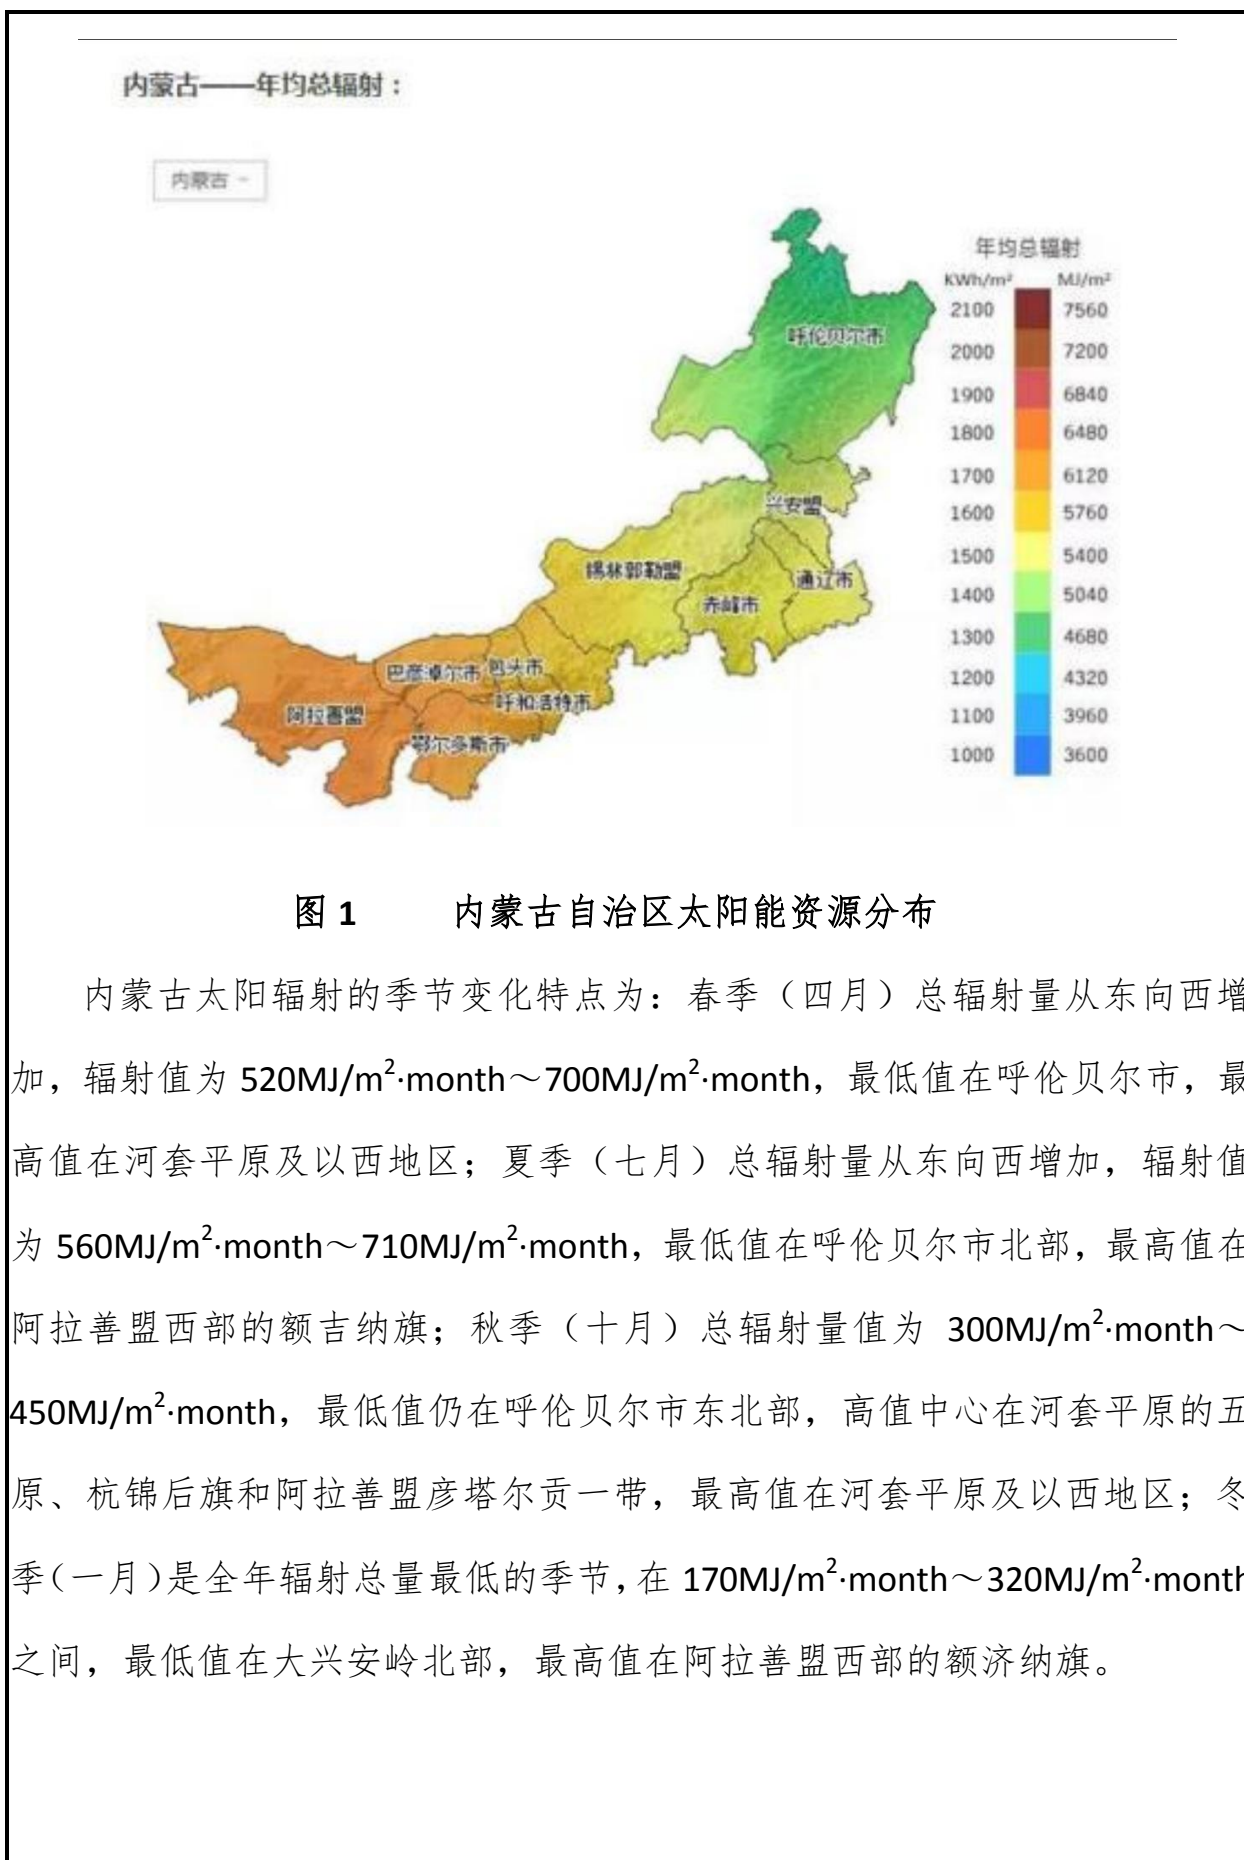 内蒙古——年均总辐射：
内蒙古
年均总辐射
KWh/m² MJ/m²
2100 7560
2000 7200
1900 6840
1800 6480
1700 6120
1600 5760
1500 5400
1400 5040
1300 4680
1200 4320
1100 3960
1000 3600
呼伦贝尔市
兴安盟
锡林郭勒盟
通辽市
赤峰市
巴彦淖尔市 包头市
呼和浩特市
阿拉善盟
鄂尔多斯市
图 1 内蒙古自治区太阳能资源分布
内蒙古太阳辐射的季节变化特点为：春季（四月）总辐射量从东向西增
加，辐射值为 520MJ/m²·month～700MJ/m²·month，最低值在呼伦贝尔市，最
高值在河套平原及以西地区；夏季（七月）总辐射量从东向西增加，辐射值
为 560MJ/m²·month～710MJ/m²·month，最低值在呼伦贝尔市北部，最高值在
阿拉善盟西部的额吉纳旗；秋季（十月）总辐射量值为 300MJ/m²·month～
450MJ/m²·month，最低值仍在呼伦贝尔市东北部，高值中心在河套平原的五
原、杭锦后旗和阿拉善盟彦塔尔贡一带，最高值在河套平原及以西地区；冬
季（一月）是全年辐射总量最低的季节，在 170MJ/m²·month～320MJ/m²·month
之间，最低值在大兴安岭北部，最高值在阿拉善盟西部的额济纳旗。